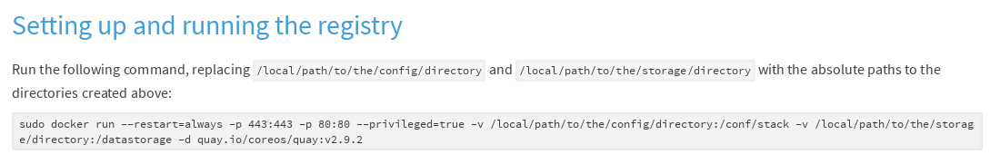 Setting up and running the registry
Run the following command, replacing /local/path/to/the/config/directory and /local/path/to/the/storage/directory with the absolute paths to the
directories created above:
sudo docker run --restart=always -p 443:443 -p 80:80 --privileged=true -v /local/path/to/the/config/directory:/conf/stack -v /local/path/to/the/storag
e/directory:/datastorage -d quay.io/coreos/quay:v2.9.2